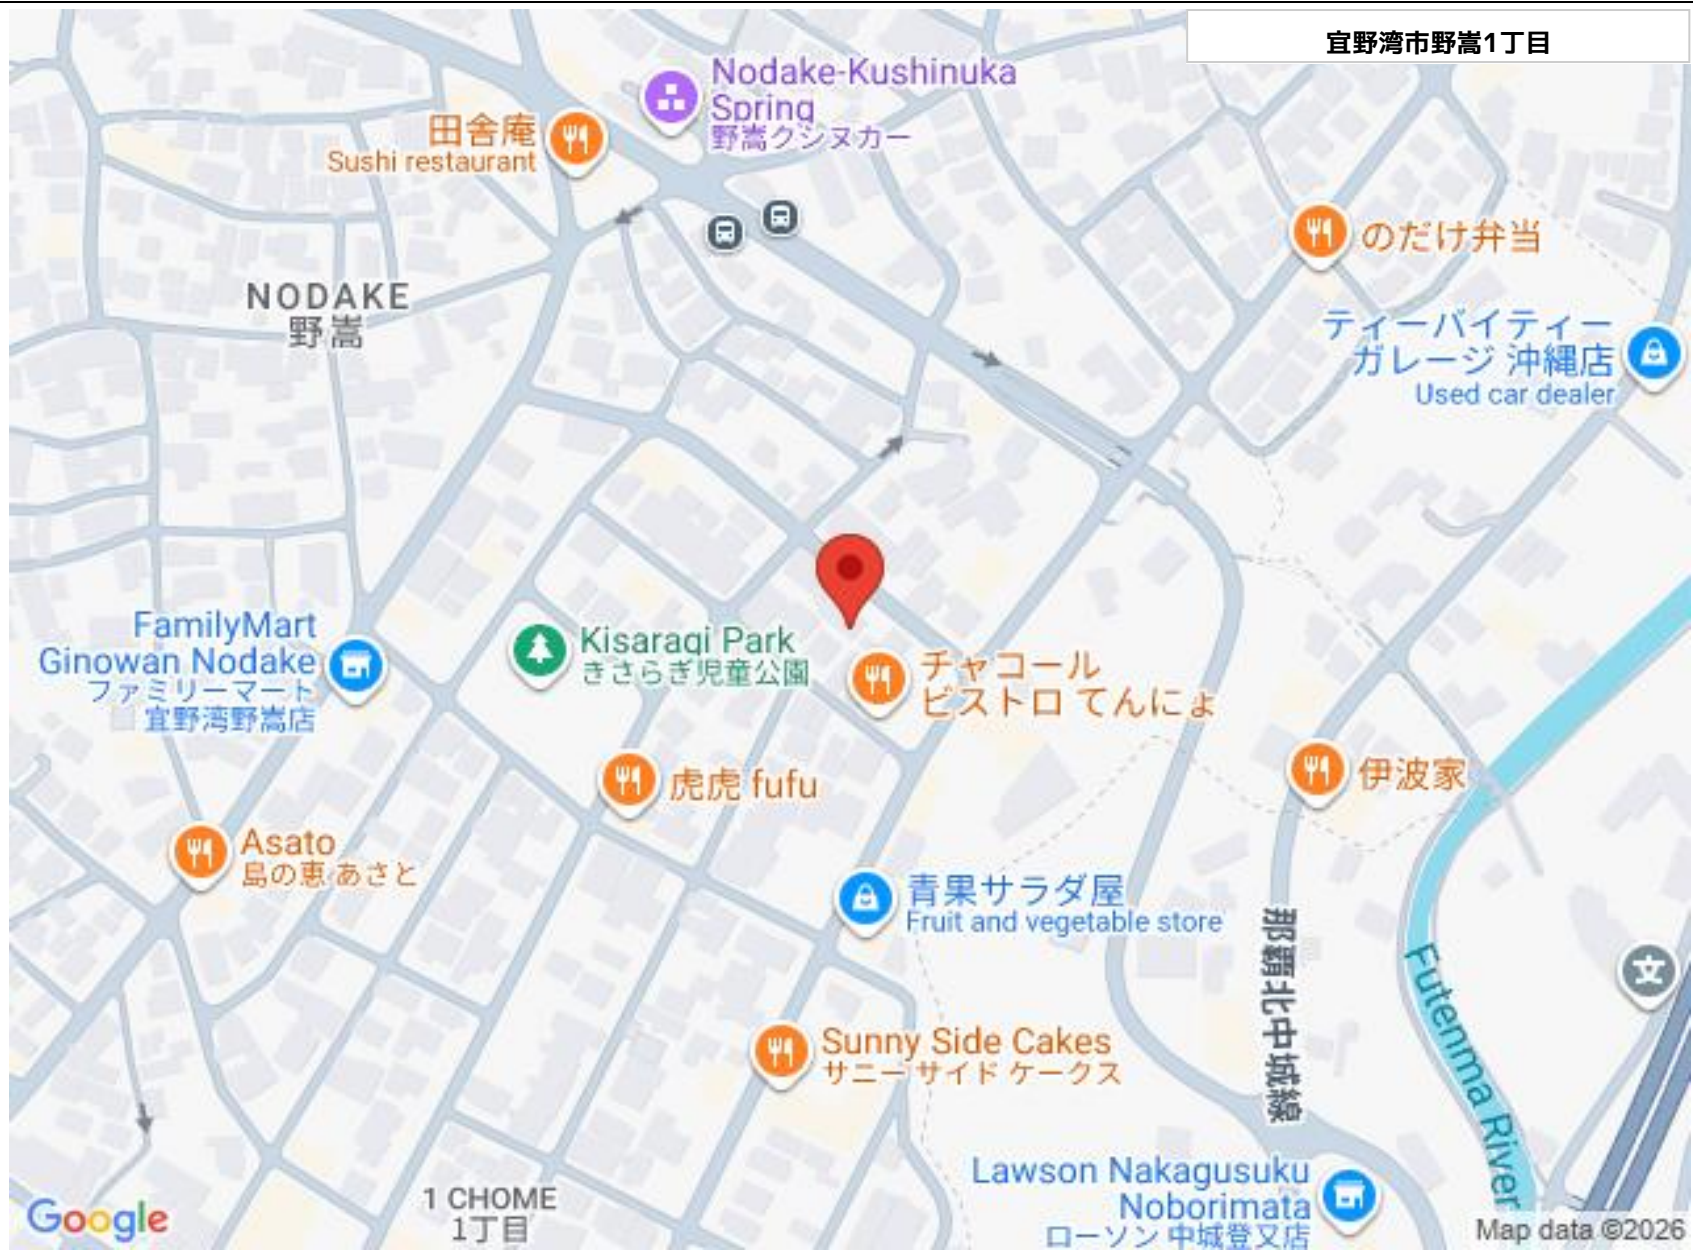 宜野湾市野嵩1丁目
Nodake-Kushinuka
Spring
野嵩クシヌカー
田舎庵
Sushi restaurant
のだけ弁当
NODAKE
野嵩
ティーバイティー
ガレージ 沖縄店
Used car dealer
FamilyMart
Ginowan Nodake
ファミリーマート
宜野湾野嵩店
Kisaragi Park
きさらぎ児童公園
チャコール
ビストロ てんにょ
虎虎 fufu
伊波家
Asato
島の恵 あさと
青果サラダ屋
Fruit and vegetable store
那覇北中城線
Futenma River
文
Sunny Side Cakes
サニー サイド ケークス
Lawson Nakagusuku
Noborimata
ローソン 中城登又店
1 CHOME
1丁目
Google
Map data ©2026